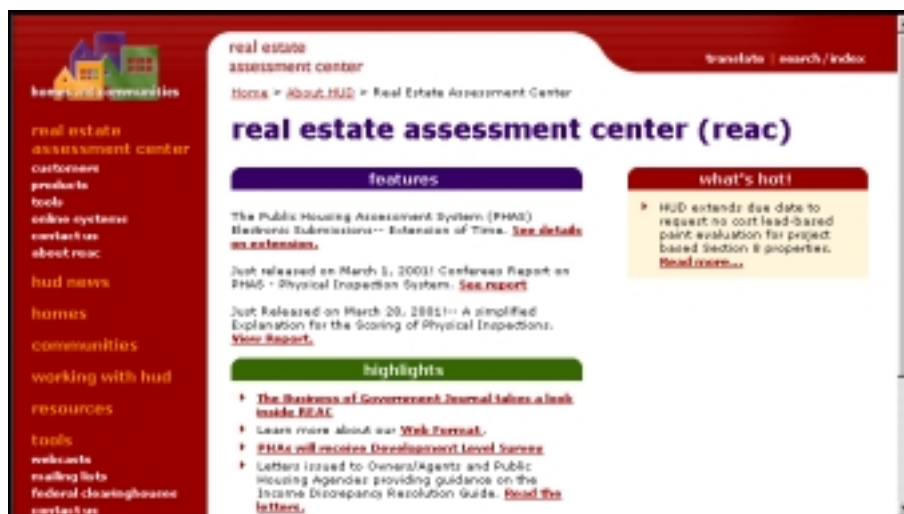 homes and communities
real estate
assessment center
customers
products
tools
online systems
contact us
about reac
hud news
homes
communities
working with hud
resources
tools
webcasts
mailing lists
federal clearinghouses
contact us
real estate
assessment center
translate | search/index
Home > About HUD > Real Estate Assessment Center
real estate assessment center (reac)
features
The Public Housing Assessment System (PHAS)
Electronic Submissions-- Extension of Time. See details
on extension.
Just released on March 1, 2001! Conferees Report on
PHAS - Physical Inspection System. See report
Just Released on March 20, 2001!-- A simplified
Explanation for the Scoring of Physical Inspections.
View Report.
highlights
The Business of Government Journal takes a look
inside REAC
Learn more about our Web Format.
PHAs will receive Development Level Survey
Letters issued to Owners/Agents and Public
Housing Agencies providing guidance on the
Income Discrepancy Resolution Guide. Read the
letters.
what's hot!
HUD extends due date to
request no cost lead-based
paint evaluation for project
based Section 8 properties.
Read more...